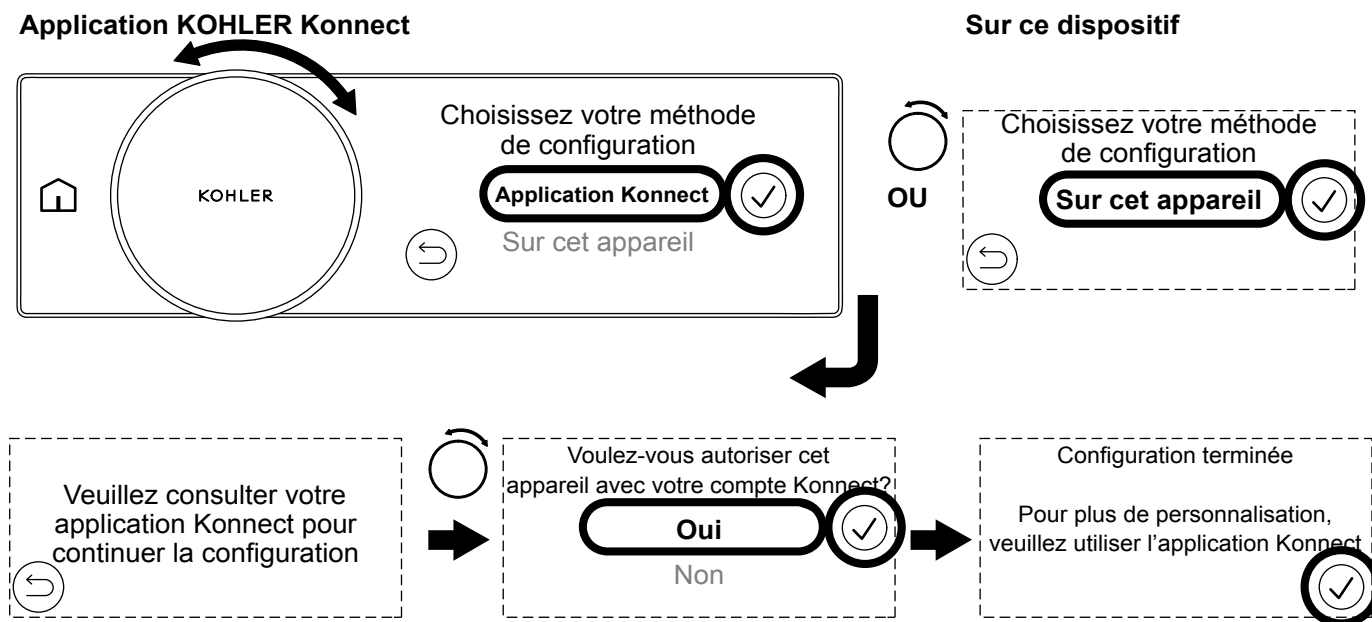 Application KOHLER Konnect
Sur ce dispositif
KOHLER
Choisissez votre méthode
de configuration
Application Konnect
Sur cet appareil
OU
Choisissez votre méthode
de configuration
Sur cet appareil
Veuillez consulter votre
application Konnect pour
continuer la configuration
Voulez-vous autoriser cet
appareil avec votre compte Konnect?
Oui
Non
Configuration terminée
Pour plus de personnalisation,
veuillez utiliser l’application Konnect